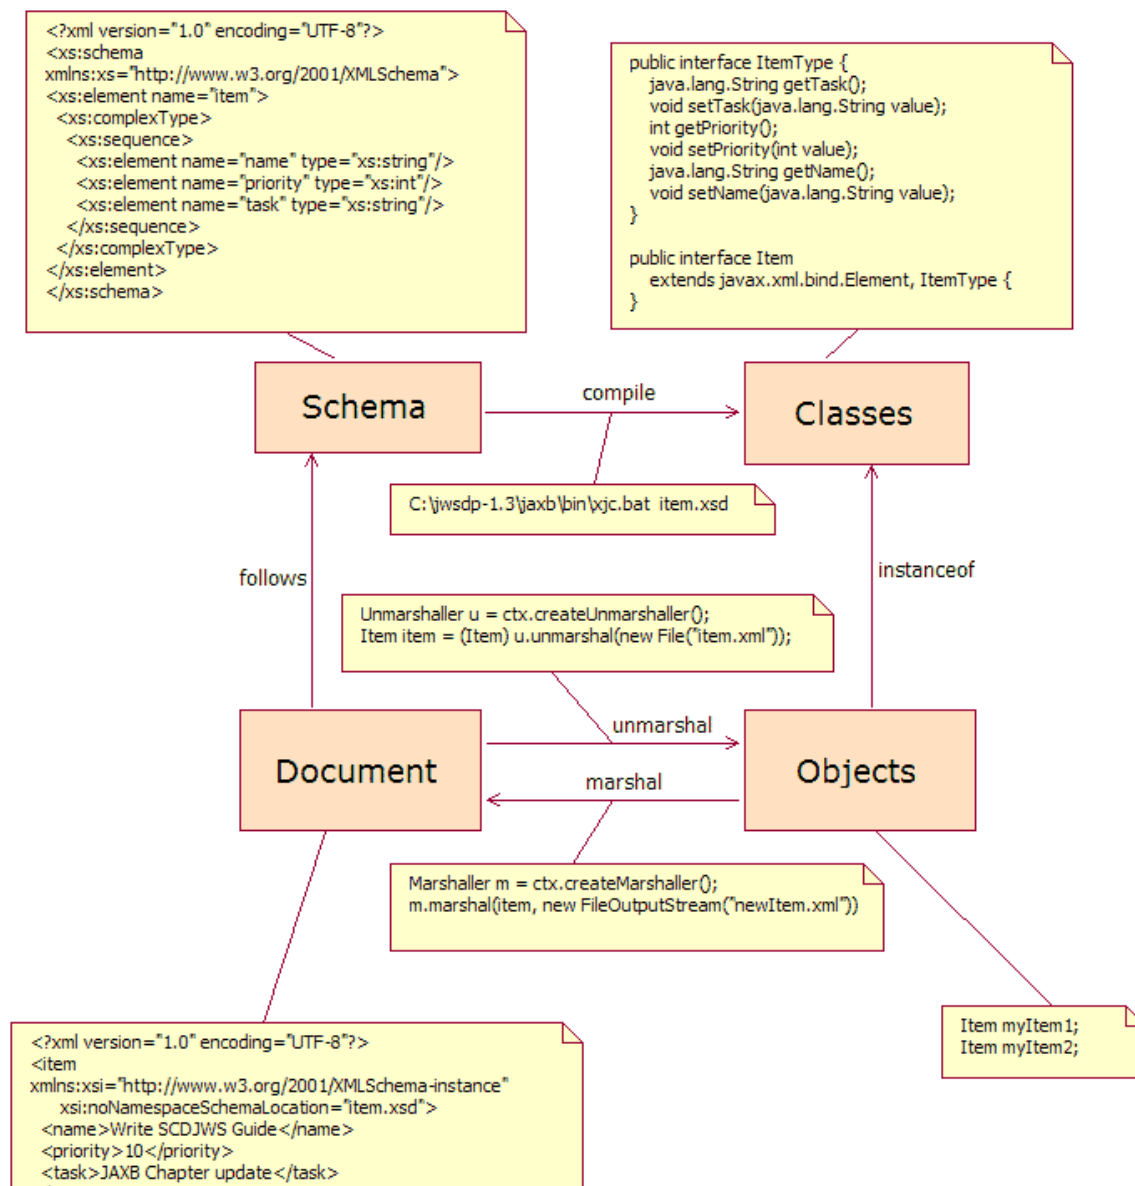 <?xml version="1.0" encoding="UTF-8"?>
<xs:schema
xmlns:xs="http://www.w3.org/2001/XMLSchema">
<xs:element name="item">
<xs:complexType>
<xs:sequence>
<xs:element name="name" type="xs:string"/>
<xs:element name="priority" type="xs:int"/>
<xs:element name="task" type="xs:string"/>
</xs:sequence>
</xs:complexType>
</xs:element>
</xs:schema>
public interface ItemType {
java.lang.String getTask();
void setTask(java.lang.String value);
int getPriority();
void setPriority(int value);
java.lang.String getName();
void setName(java.lang.String value);
}
public interface Item
extends javax.xml.bind.Element, ItemType {
}
Schema
compile
Classes
C:\jwsdp-1.3\jaxb\bin\xjc.bat item.xsd
follows
instanceof
Unmarshaller u = ctx.createUnmarshaller();
Item item = (Item) u.unmarshal(new File("item.xml"));
Document
unmarshal
marshal
Objects
Marshaller m = ctx.createMarshaller();
m.marshal(item, new FileOutputStream("newItem.xml"))
<?xml version="1.0" encoding="UTF-8"?>
<item
xmlns:xsi="http://www.w3.org/2001/XMLSchema-instance"
xsi:noNamespaceSchemaLocation="item.xsd">
<name>Write SCDJWS Guide</name>
<priority>10</priority>
<task>JAXB Chapter update</task>
Item myItem1;
Item myItem2;